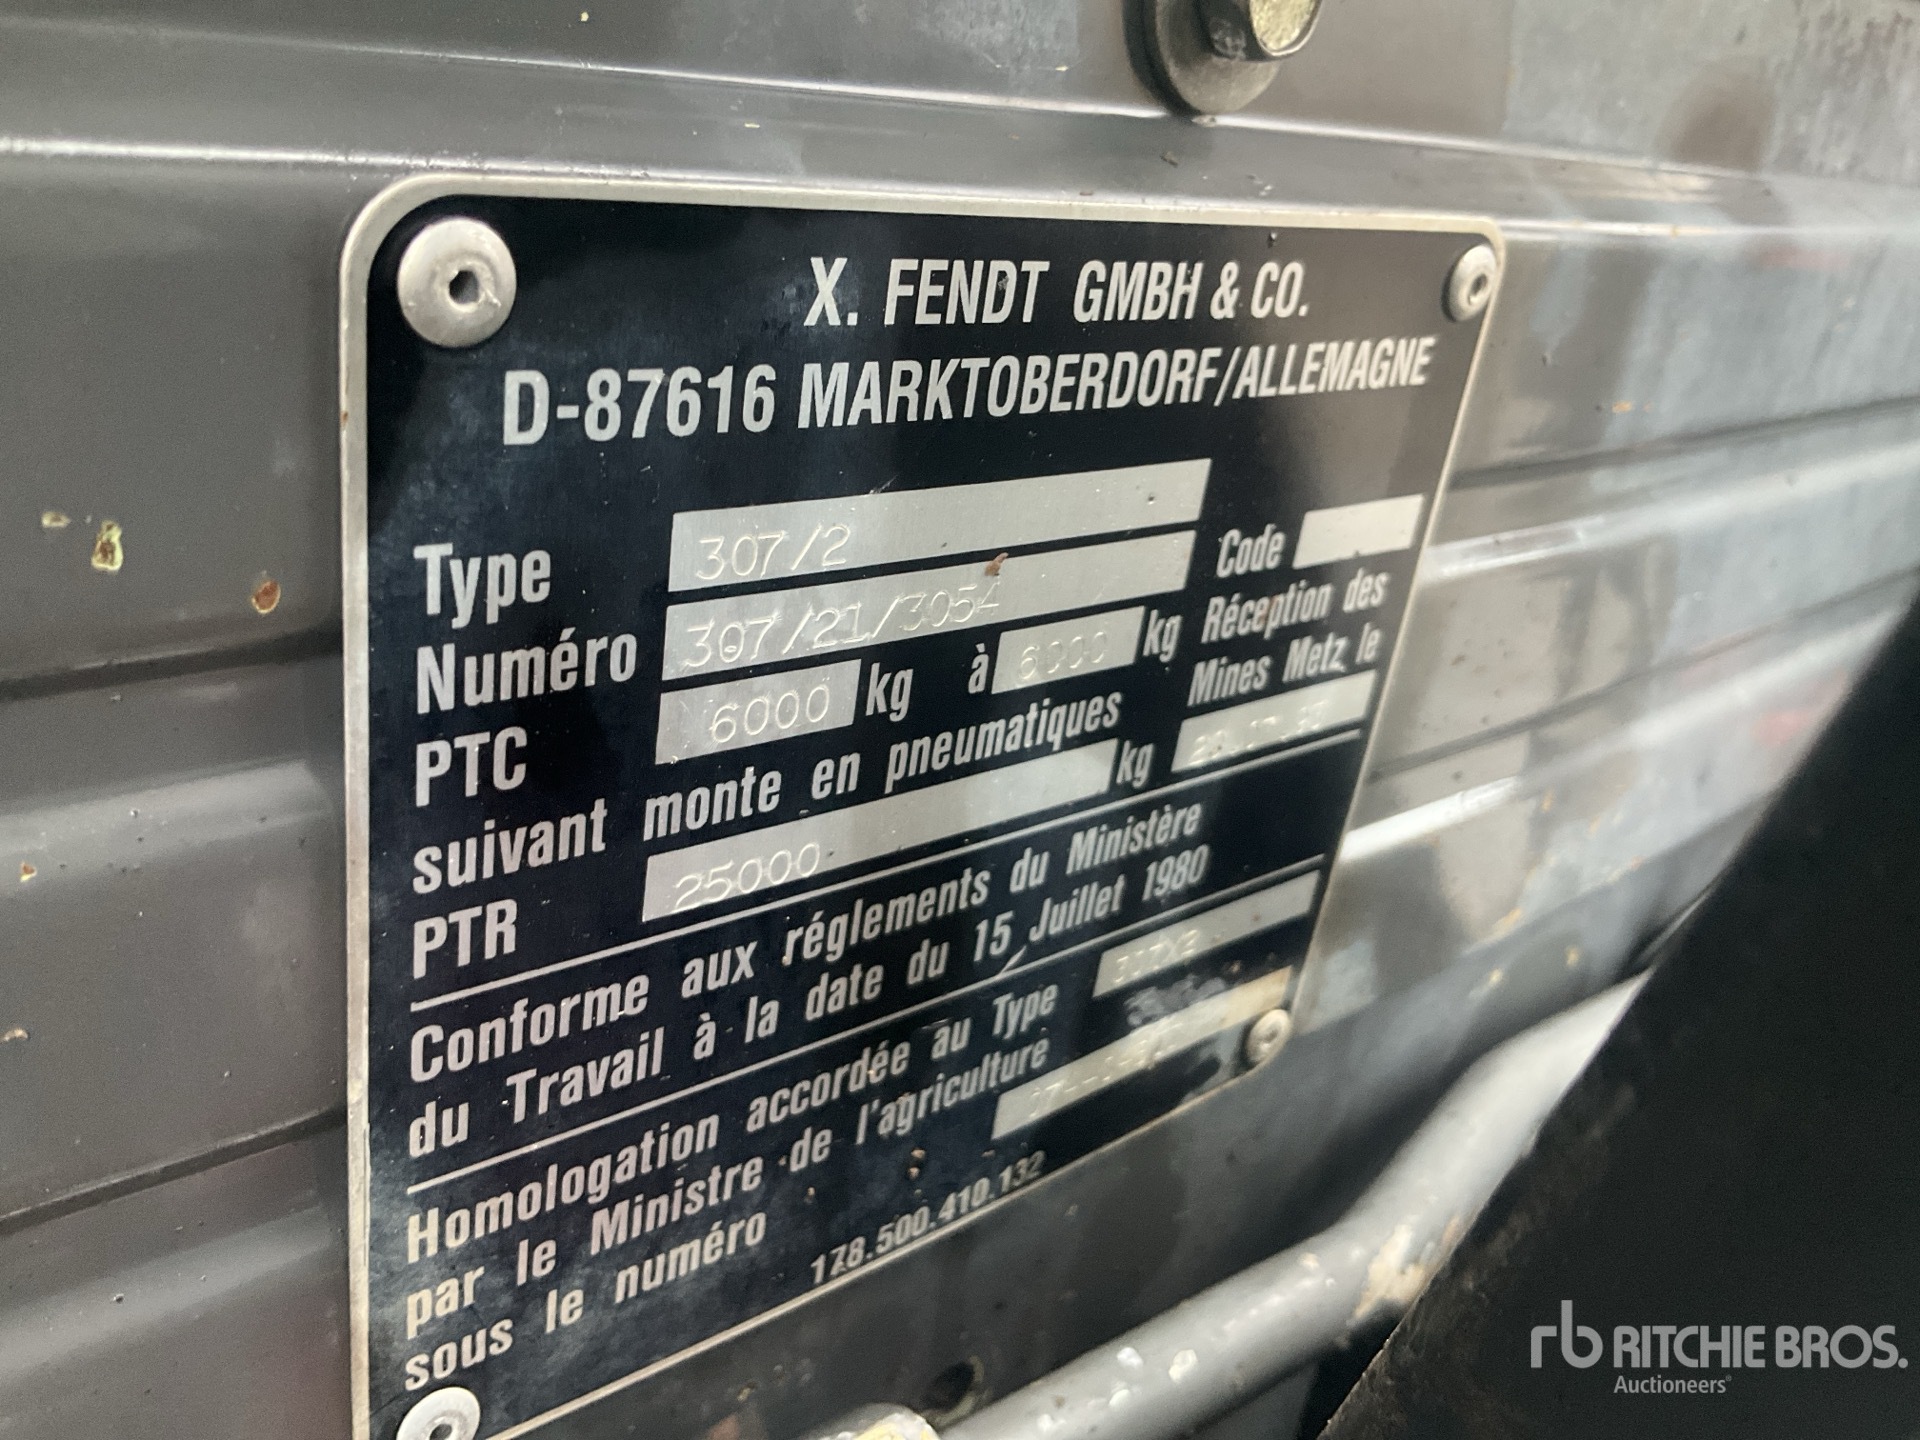 X. FENDT GMBH & CO.
D-87616 MARKTOBERDORF/ALLEMAGNE
Type 307/2 Code
Numéro 307/21/3054 Réception des
PTC 6000 kg à 6000 kg Mines Metz le
suivant monte en pneumatiques
PTR 25000 kg
Conforme aux réglements du Ministère
du Travail à la date du 15 Juillet 1980
Homologation accordée au Type
par le Ministre de l'agriculture
sous le numéro
178.500.410.132
rb RITCHIE BROS.
Auctioneers